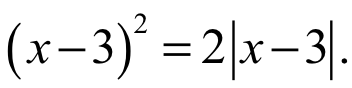 (x−3)² = 2|x−3|.